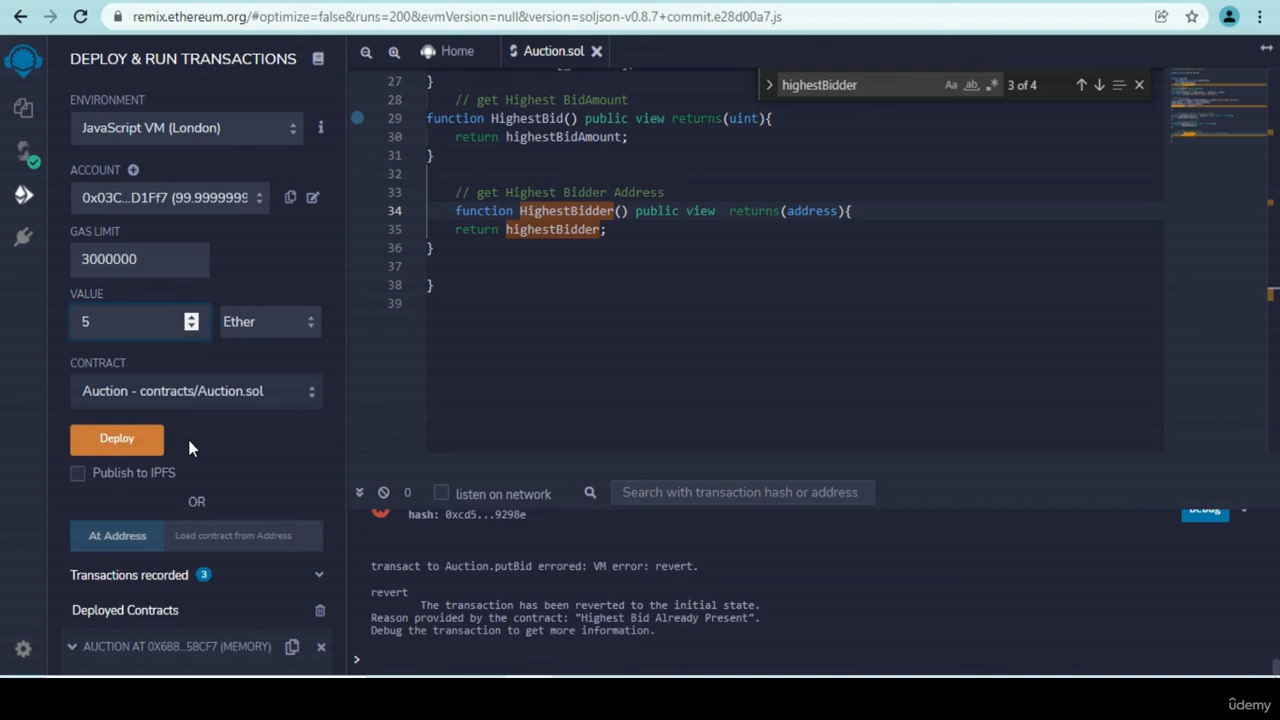 remix.ethereum.org/#optimize=false&runs=200&evmVersion=null&version=soljson-v0.8.7+commit.e28d00a7.js
DEPLOY & RUN TRANSACTIONS
ENVIRONMENT
JavaScript VM (London)
ACCOUNT
0x03C...D1Ff7 (99.9999999
GAS LIMIT
3000000
VALUE
5
Ether
CONTRACT
Auction - contracts/Auction.sol
Deploy
Publish to IPFS
OR
At Address
Load contract from Address
Transactions recorded 3
Deployed Contracts
AUCTION AT 0X688...58CF7 (MEMORY)
Home
Auction.sol
highestBidder
Aa
ab
3 of 4
27 }
28 // get Highest BidAmount
29 function HighestBid() public view returns(uint){
30 return highestBidAmount;
31 }
32
33 // get Highest Bidder Address
34 function HighestBidder() public view returns(address){
35 return highestBidder;
36 }
37
38 }
39
0
listen on network
Search with transaction hash or address
hash: 0xcd5...9298e
Debug
transact to Auction.putBid errored: VM error: revert.
revert
The transaction has been reverted to the initial state.
Reason provided by the contract: "Highest Bid Already Present".
Debug the transaction to get more information.
>
ûdemy